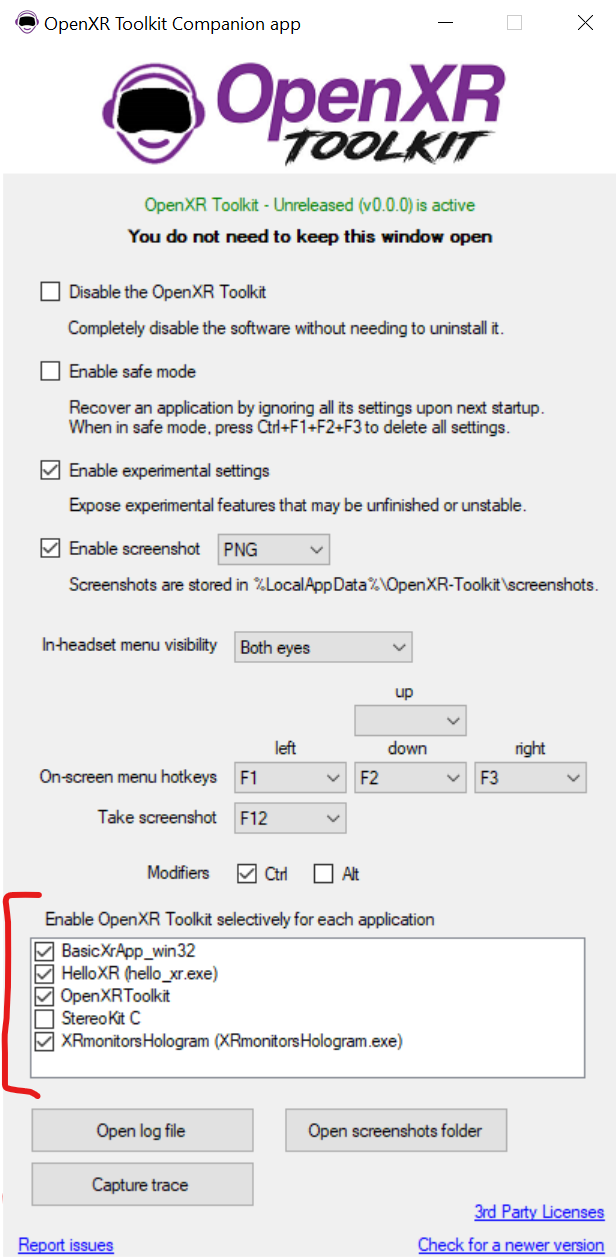 OpenXR Toolkit Companion app
OpenXR
TOOLKIT
OpenXR Toolkit - Unreleased (v0.0.0) is active
You do not need to keep this window open
Disable the OpenXR Toolkit
Completely disable the software without needing to uninstall it.
Enable safe mode
Recover an application by ignoring all its settings upon next startup.
When in safe mode, press Ctrl+F1+F2+F3 to delete all settings.
Enable experimental settings
Expose experimental features that may be unfinished or unstable.
Enable screenshot PNG
Screenshots are stored in %LocalAppData%\OpenXR-Toolkit\screenshots.
In-headset menu visibility Both eyes
up
left down right
On-screen menu hotkeys F1 F2 F3
Take screenshot F12
Modifiers Ctrl Alt
Enable OpenXR Toolkit selectively for each application
BasicXrApp_win32
HelloXR (hello_xr.exe)
OpenXRToolkit
StereoKit C
XRmonitorsHologram (XRmonitorsHologram.exe)
Open log file Open screenshots folder
Capture trace
3rd Party Licenses
Report issues Check for a newer version